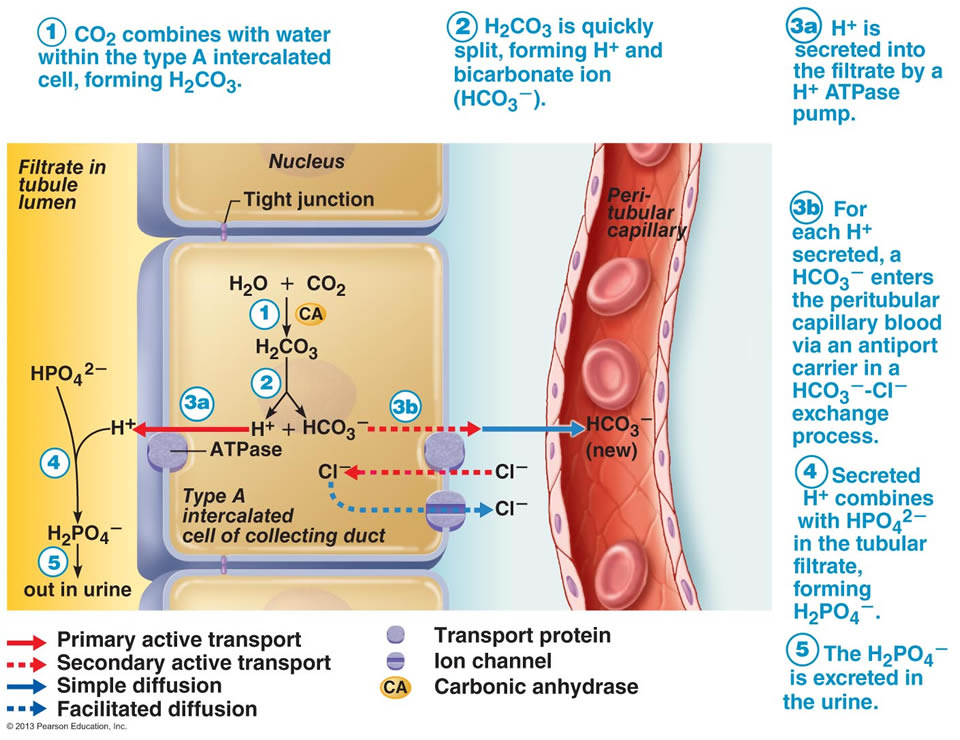 1 CO2 combines with water
within the type A intercalated
cell, forming H2CO3.
2 H2CO3 is quickly
split, forming H+ and
bicarbonate ion
(HCO3−).
3a H+ is
secreted into
the filtrate by a
H+ ATPase
pump.
3b For
each H+
secreted, a
HCO3− enters
the peritubular
capillary blood
via an antiport
carrier in a
HCO3−-Cl−
exchange
process.
4 Secreted
H+ combines
with HPO42−
in the tubular
filtrate,
forming
H2PO4−.
5 The H2PO4−
is excreted in
the urine.
Filtrate in
tubule
lumen
Nucleus
Tight junction
Peri-
tubular
capillary
H2O + CO2
1 CA
H2CO3
2
HPO42−
3a
3b
H+
H+ + HCO3−
HCO3−
(new)
ATPase
4
Cl−
Cl−
Cl−
Type A
intercalated
cell of collecting duct
H2PO4−
5
out in urine
Primary active transport
Secondary active transport
Simple diffusion
Facilitated diffusion
Transport protein
Ion channel
CA Carbonic anhydrase
© 2013 Pearson Education, Inc.